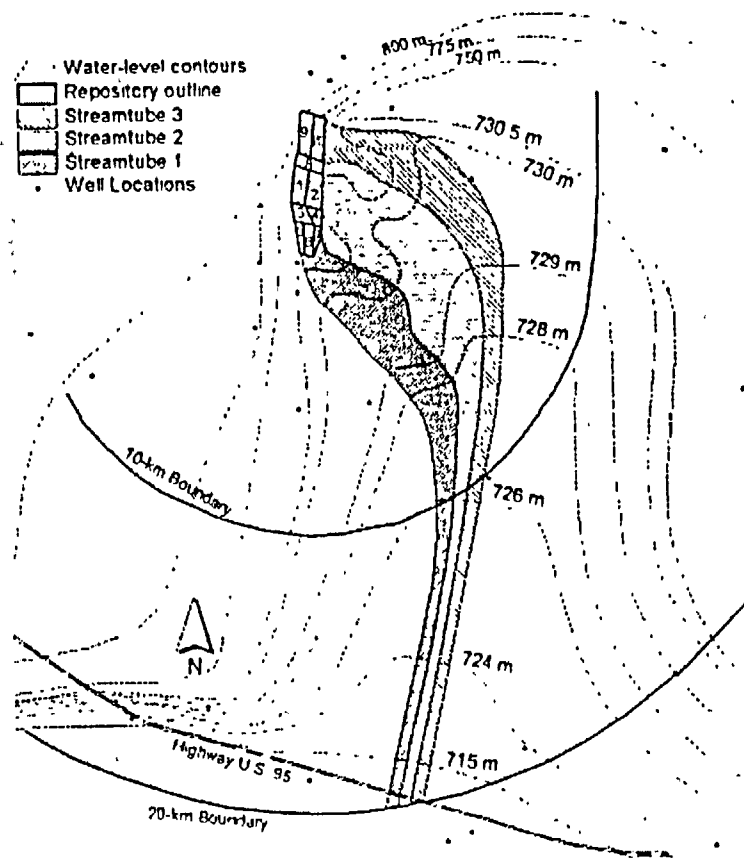 Water-level contours
Repository outline
Streamtube 3
Streamtube 2
Streamtube 1
Well Locations
800 m
775 m
750 m
730 5 m
730 m
729 m
728 m
726 m
724 m
715 m
10-km Boundary
N
Highway U S 95
20-km Boundary
1
2
3